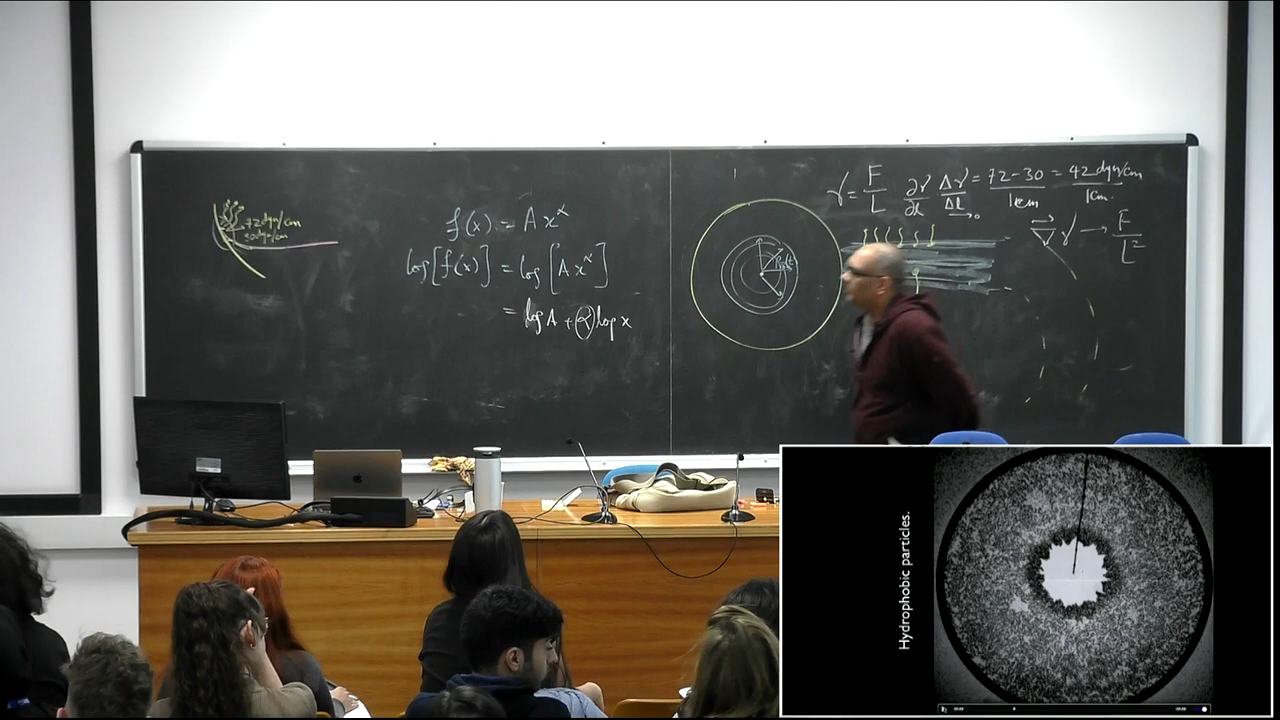 72 dyn/cm
30 dyn/cm
f(x) = A x^α
log[f(x)] = log[A x^α]
= log A + α log x
R(t)
γ = F/L ∂γ/∂l Δγ/ΔL = 72-30/1cm = 42 dyn/cm/1cm.
→0
∇γ → F/L²
Hydrophobic particles.